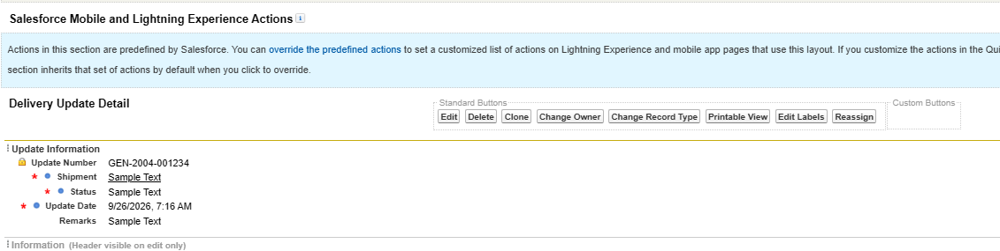 Salesforce Mobile and Lightning Experience Actions i
Actions in this section are predefined by Salesforce. You can override the predefined actions to set a customized list of actions on Lightning Experience and mobile app pages that use this layout. If you customize the actions in the Qui
section inherits that set of actions by default when you click to override.
Delivery Update Detail
Standard Buttons
Edit Delete Clone Change Owner Change Record Type Printable View Edit Labels Reassign
Custom Buttons
Update Information
Update Number GEN-2004-001234
* Shipment Sample Text
* Status Sample Text
* Update Date 9/26/2026, 7:16 AM
Remarks Sample Text
Information (Header visible on edit only)